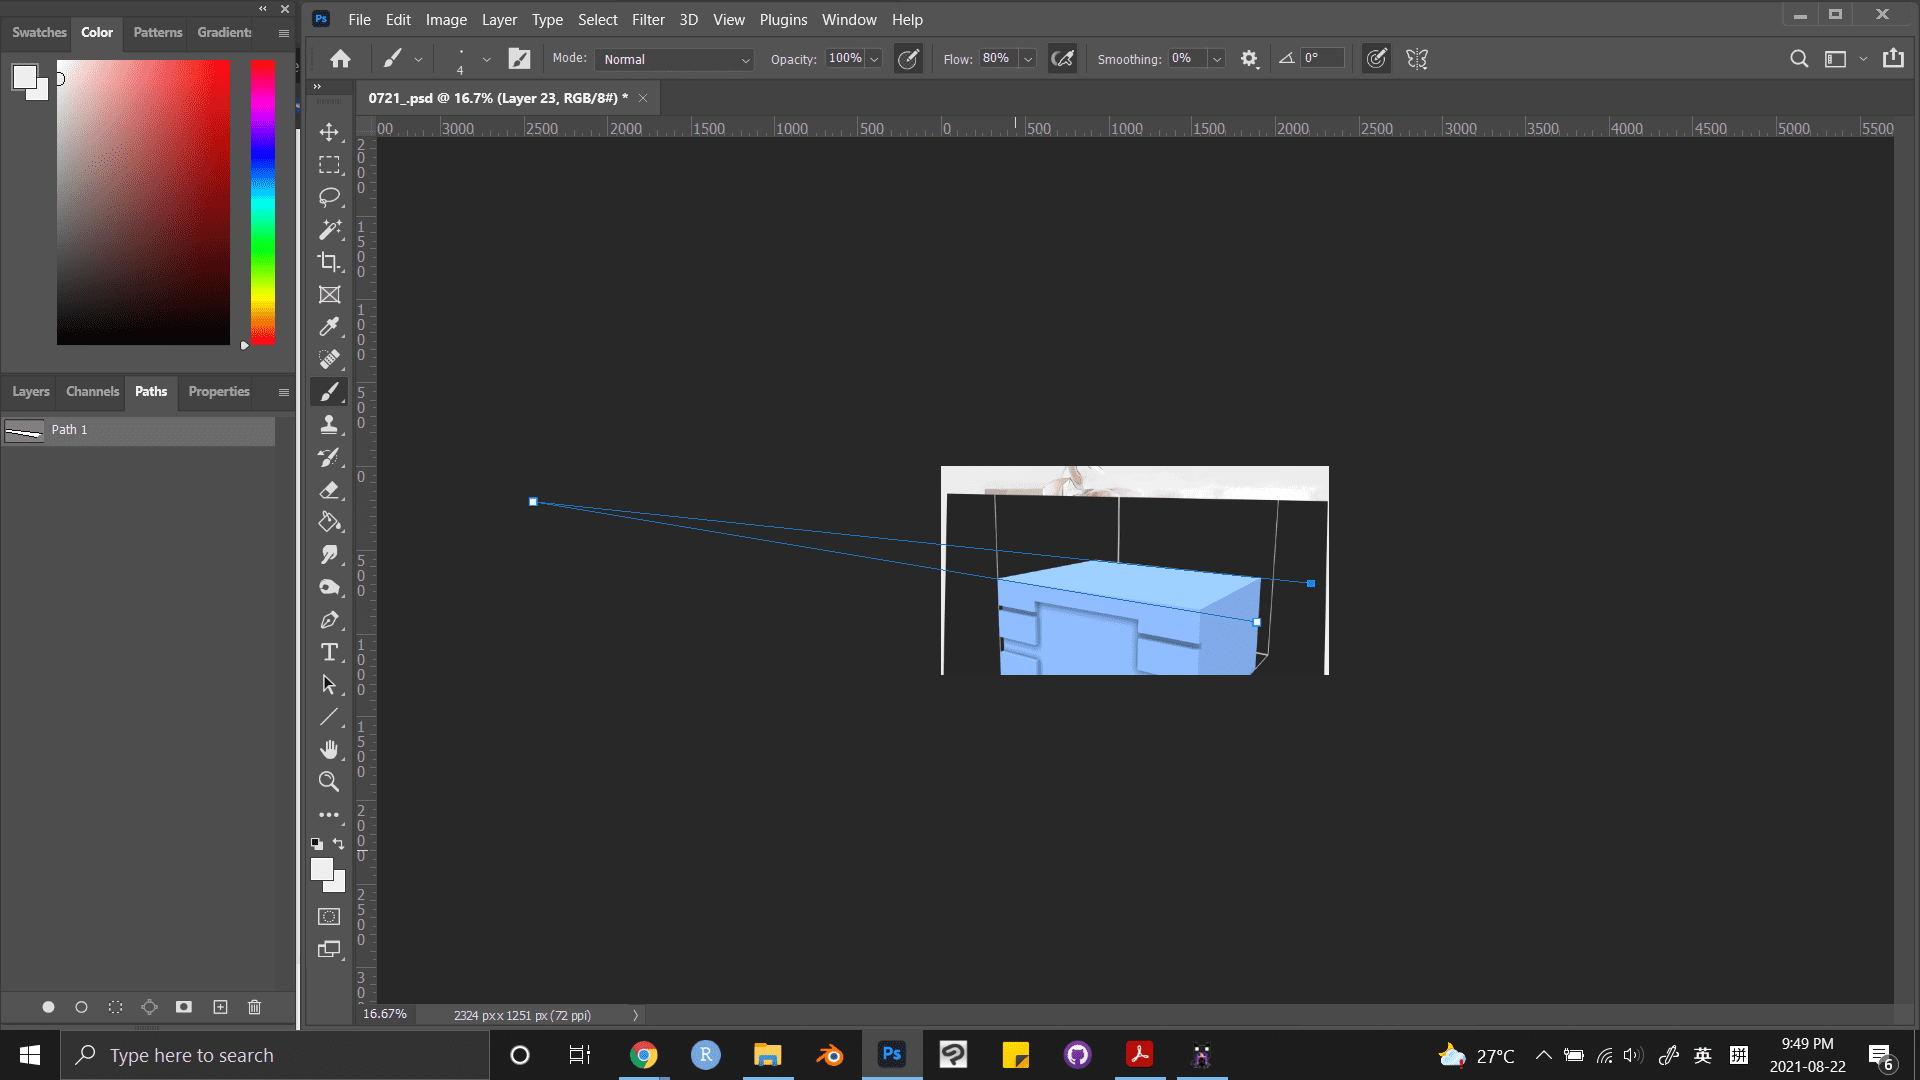 Swatches Color Patterns Gradients
Ps File Edit Image Layer Type Select Filter 3D View Plugins Window Help
4 Mode: Normal Opacity: 100% Flow: 80% Smoothing: 0% 0°
0721_.psd @ 16.7% (Layer 23, RGB/8#) *
00 3000 2500 2000 1500 1000 500 0 500 1000 1500 2000 2500 3000 3500 4000 4500 5000 5500
2000
1500
1000
500
0
500
1000
1500
2000
2500
30
Layers Channels Paths Properties
Path 1
16.67% 2324 px x 1251 px (72 ppi)
Type here to search
R
Ps
27°C
英
拼
9:49 PM
2021-08-22
6